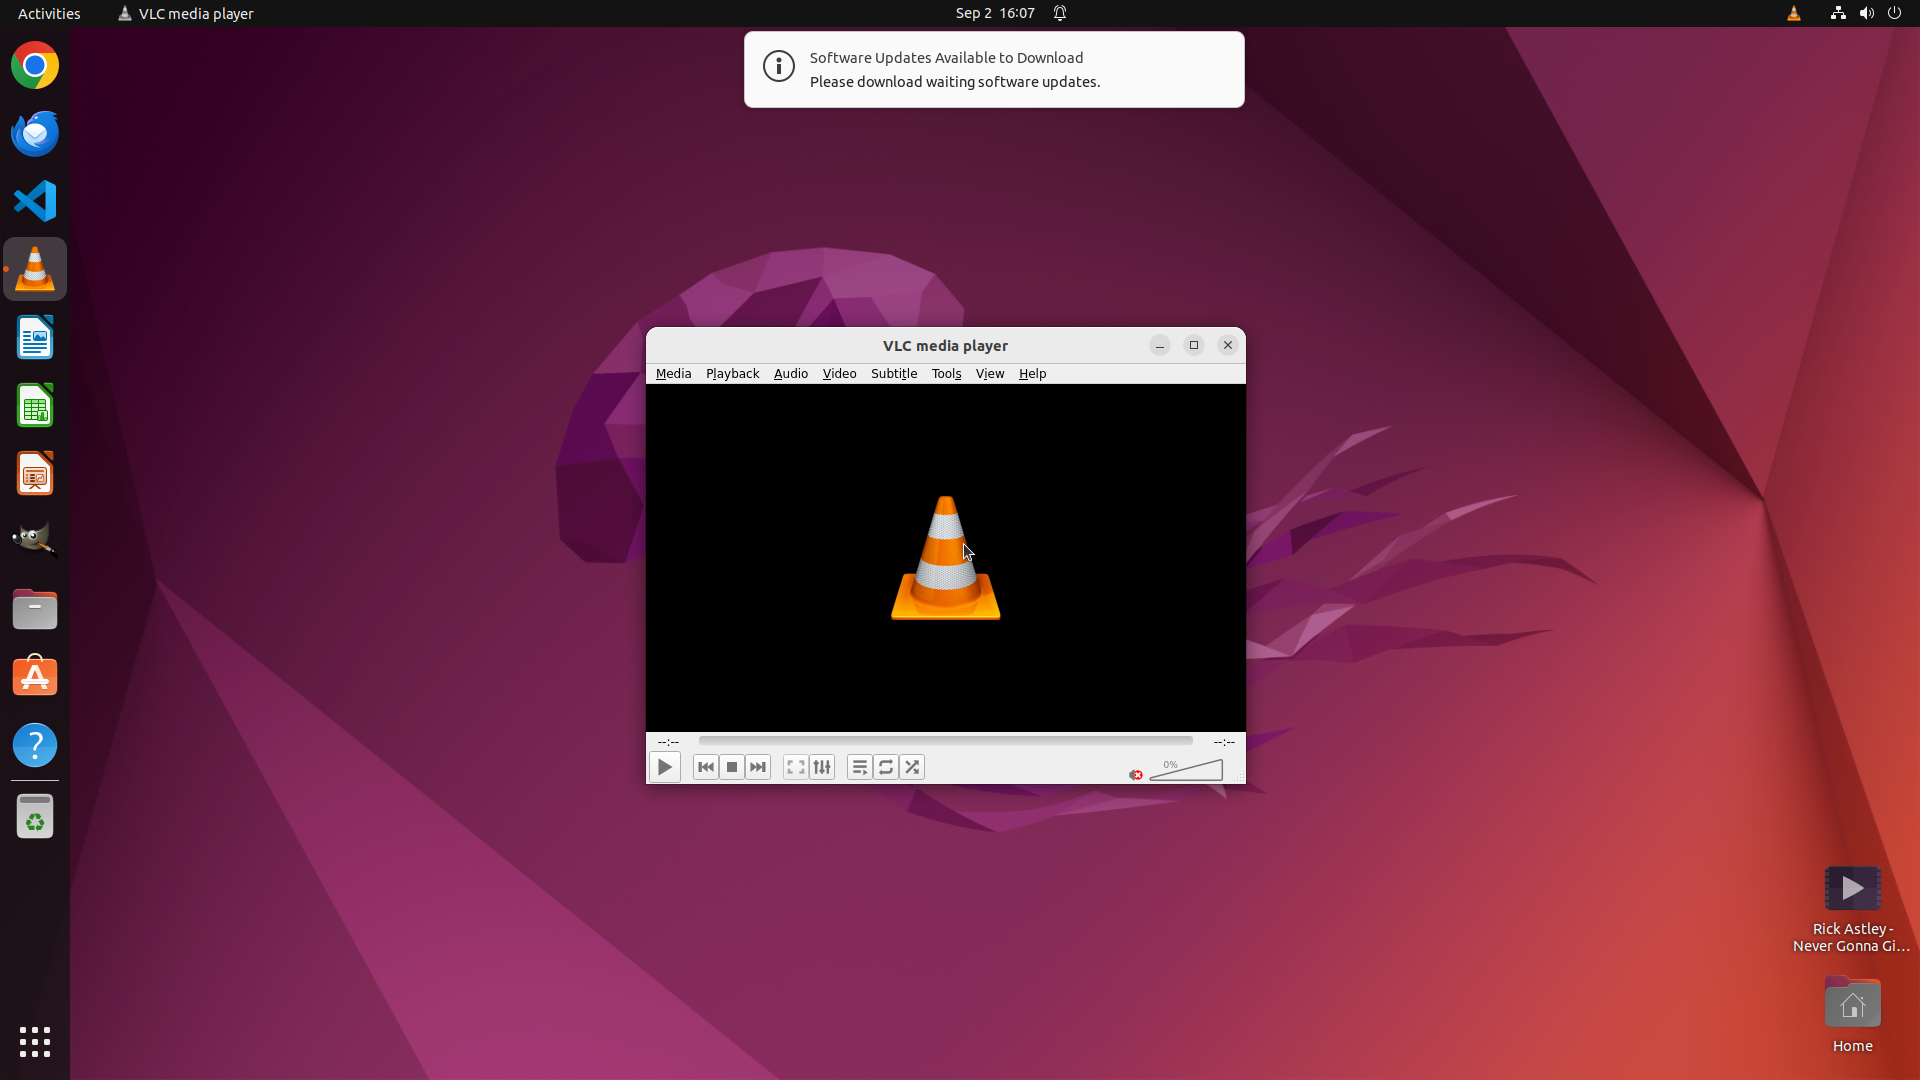 Activities
VLC media player
Sep 2 16:07
Software Updates Available to Download
Please download waiting software updates.
VLC media player
Media Playback Audio Video Subtitle Tools View Help
--:-- --:--
0%
Rick Astley -
Never Gonna Gi...
Home